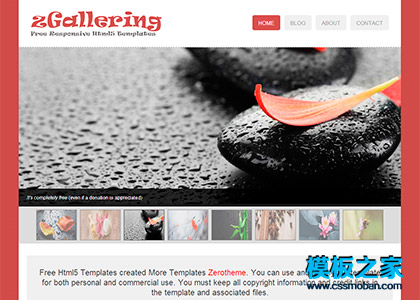 zGallering
Free Responsive Html5 Templates
HOME BLOG ABOUT CONTACT
It's completely free (even if a donation is appreciated)
Free Html5 Templates created More Templates Zerotheme. You can use and
for both personal and commercial use. You must keep all copyright information and credit links in
the template and associated files.
模板之家
www.cssmoban.com